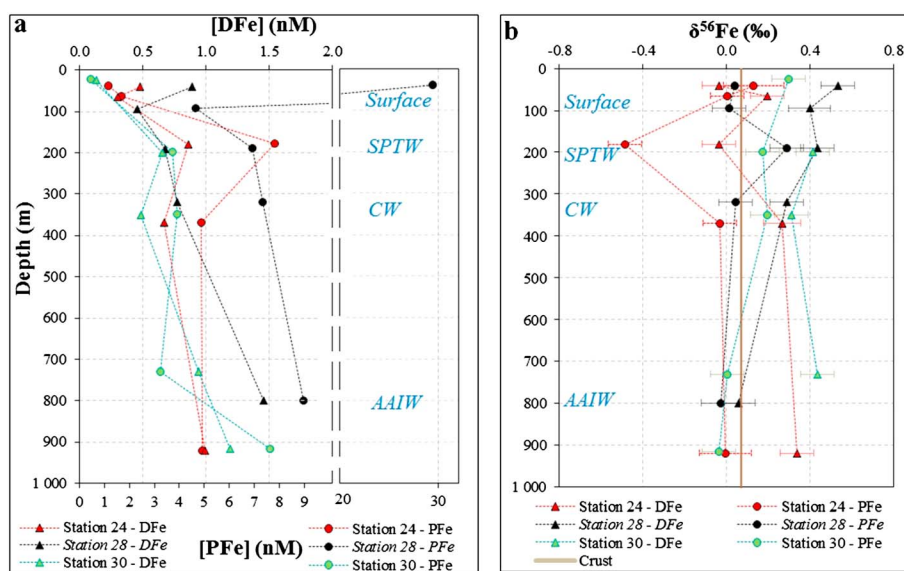 a
[DFe] (nM)
0.0 0.5 1.0 1.5 2.0 1.0
0
100
200
300
400
500
600
700
800
900
1 000
Depth (m)
Surface
SPTW
CW
AAIW
0 1 2 3 4 5 6 7 8 9 20 30
[PFe] (nM)
Station 24 - DFe
Station 28 - DFe
Station 30 - DFe
Station 24 - PFe
Station 28 - PFe
Station 30 - PFe
b
δ56Fe (‰)
-0.8 -0.4 0.0 0.4 0.8
0
100
200
300
400
500
600
700
800
900
1 000
Surface
SPTW
CW
AAIW
Station 24 - DFe
Station 28 - DFe
Station 30 - DFe
Crust
Station 24 - PFe
Station 28 - PFe
Station 30 - PFe